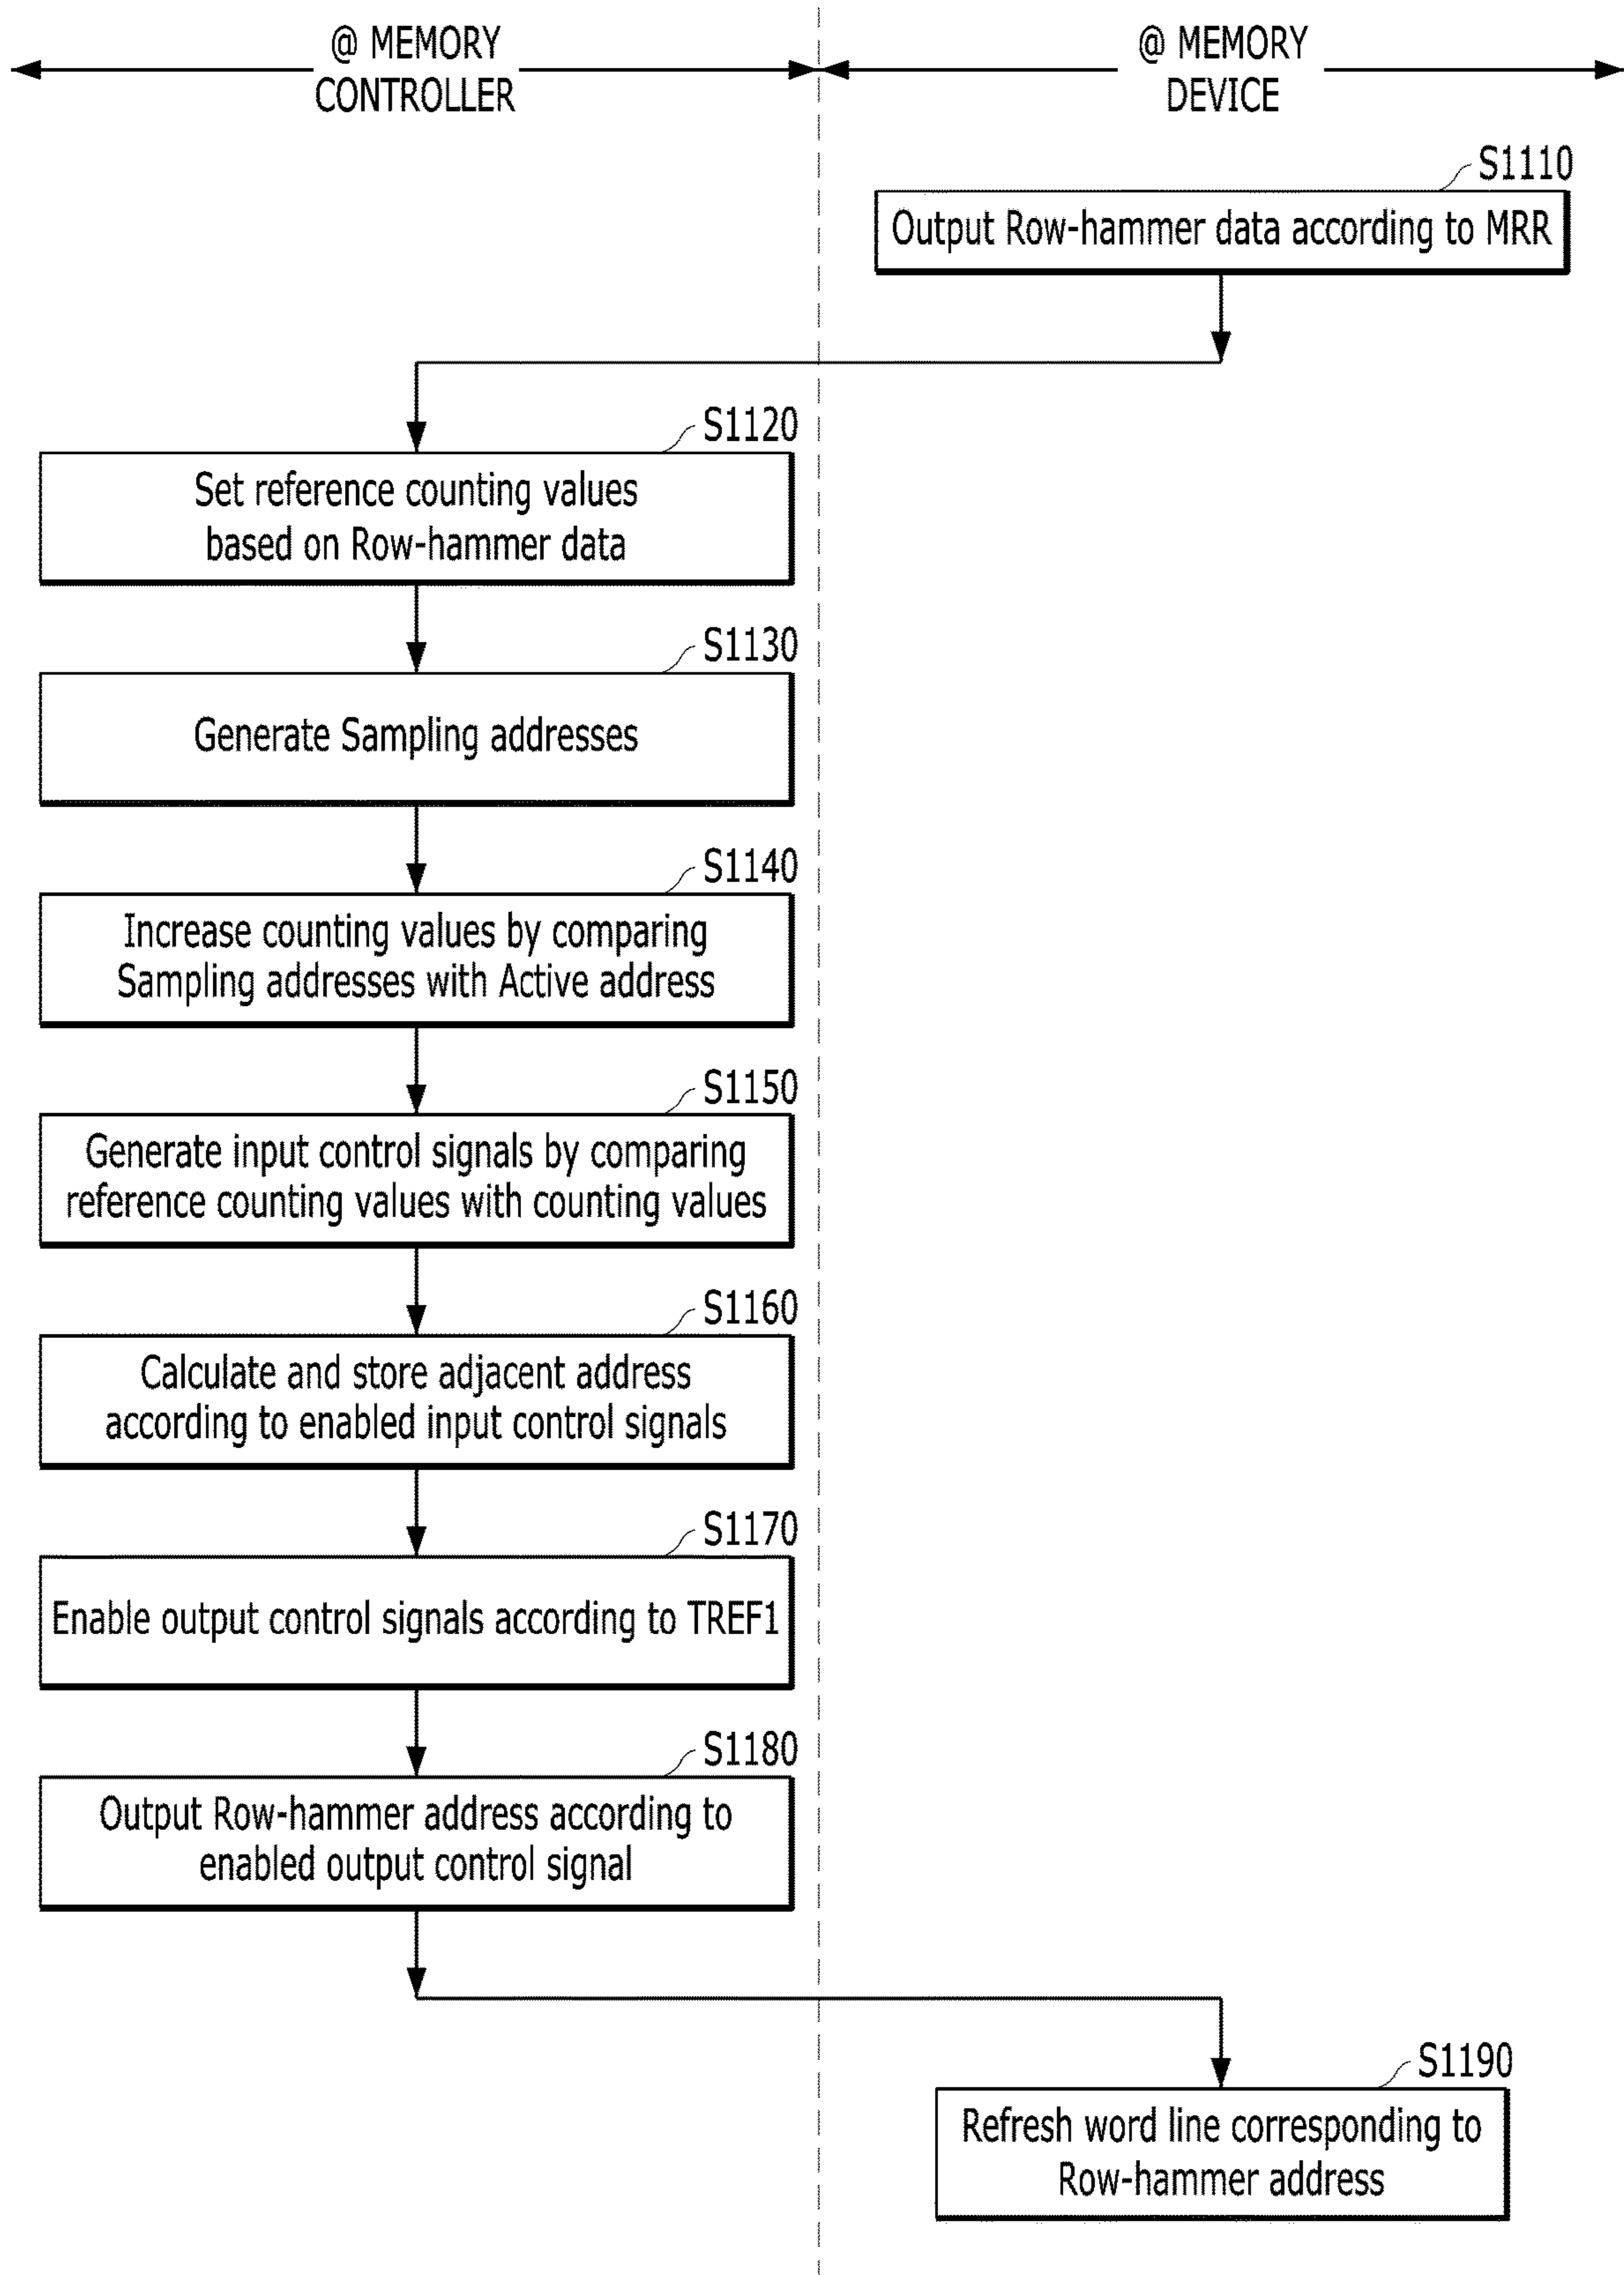 @ MEMORY
CONTROLLER
@ MEMORY
DEVICE
S1110
Output Row-hammer data according to MRR
S1120
Set reference counting values
based on Row-hammer data
S1130
Generate Sampling addresses
S1140
Increase counting values by comparing
Sampling addresses with Active address
S1150
Generate input control signals by comparing
reference counting values with counting values
S1160
Calculate and store adjacent address
according to enabled input control signals
S1170
Enable output control signals according to TREF1
S1180
Output Row-hammer address according to
enabled output control signal
S1190
Refresh word line corresponding to
Row-hammer address